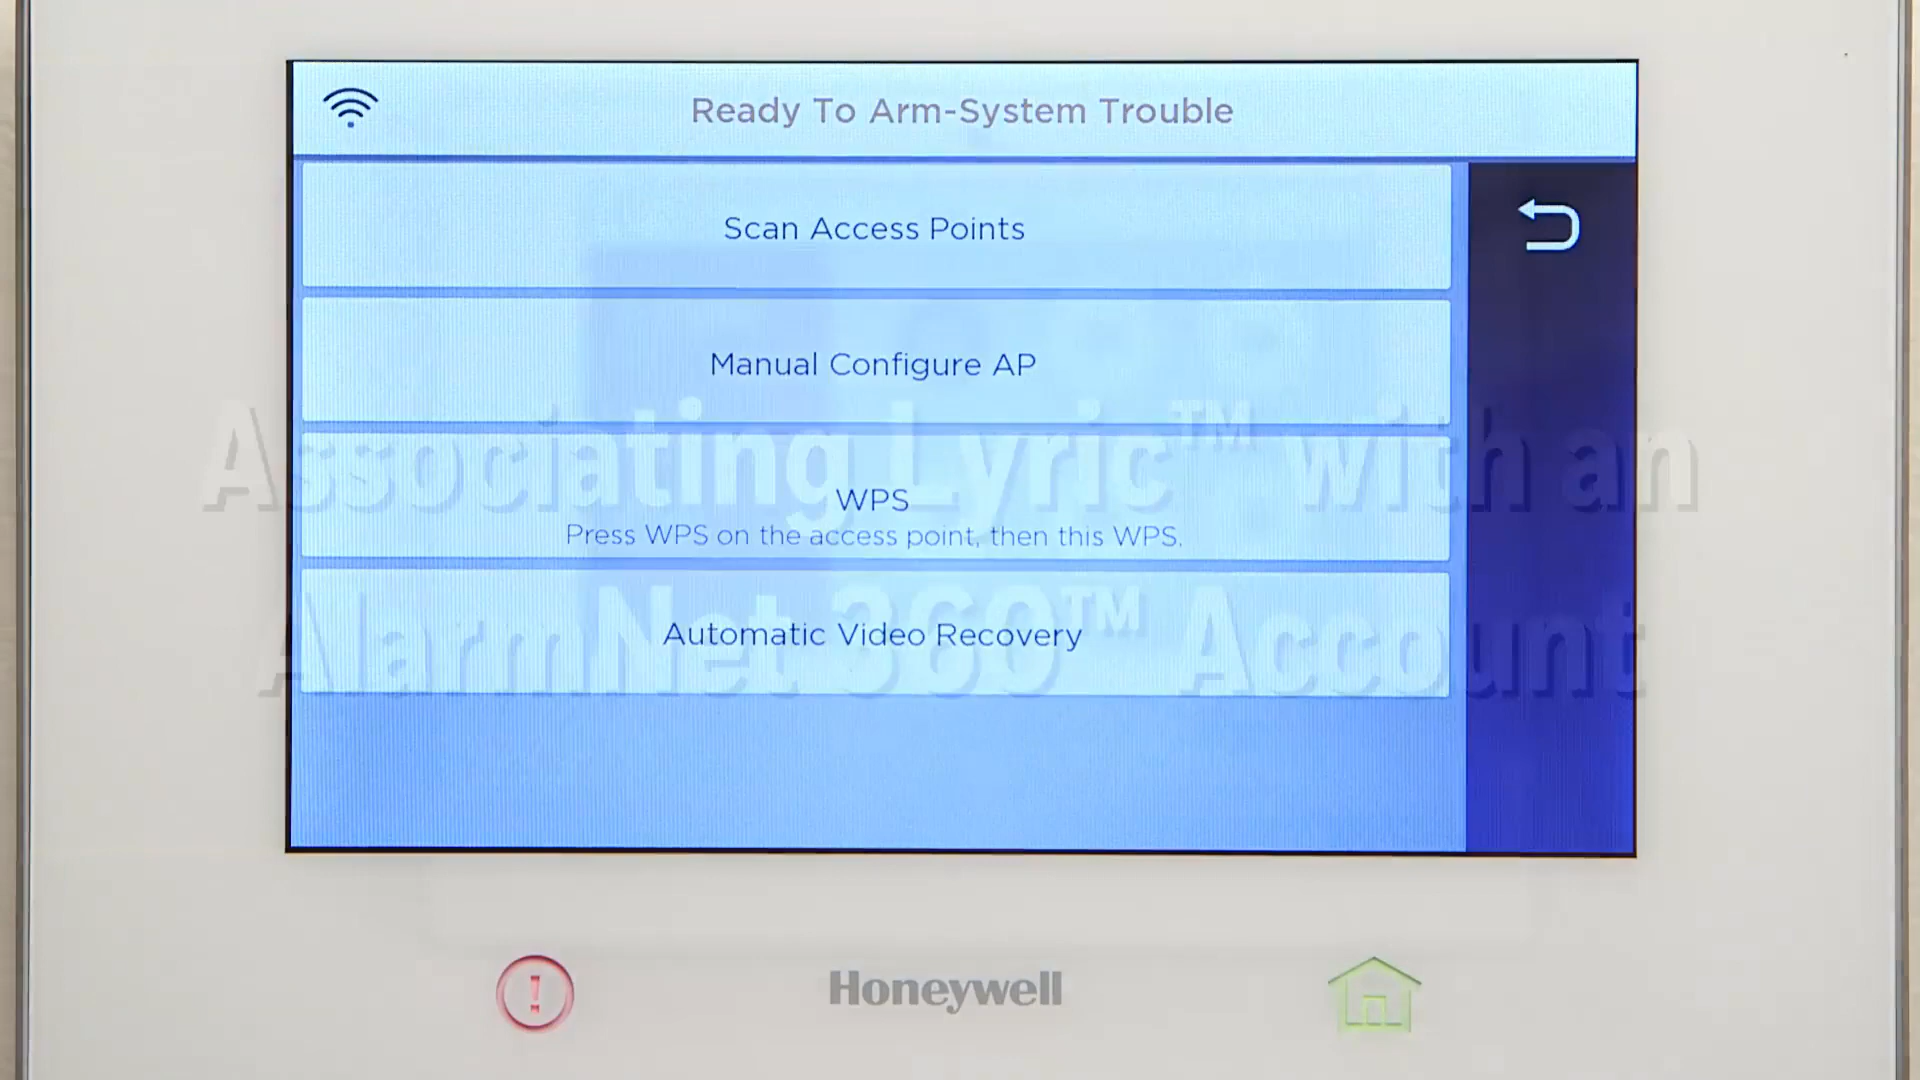 Ready To Arm-System Trouble
Scan Access Points
Manual Configure AP
Associating Lyric™ with an
WPS
Press WPS on the access point, then this WPS.
AlarmNet 360™ Account
Automatic Video Recovery
Honeywell